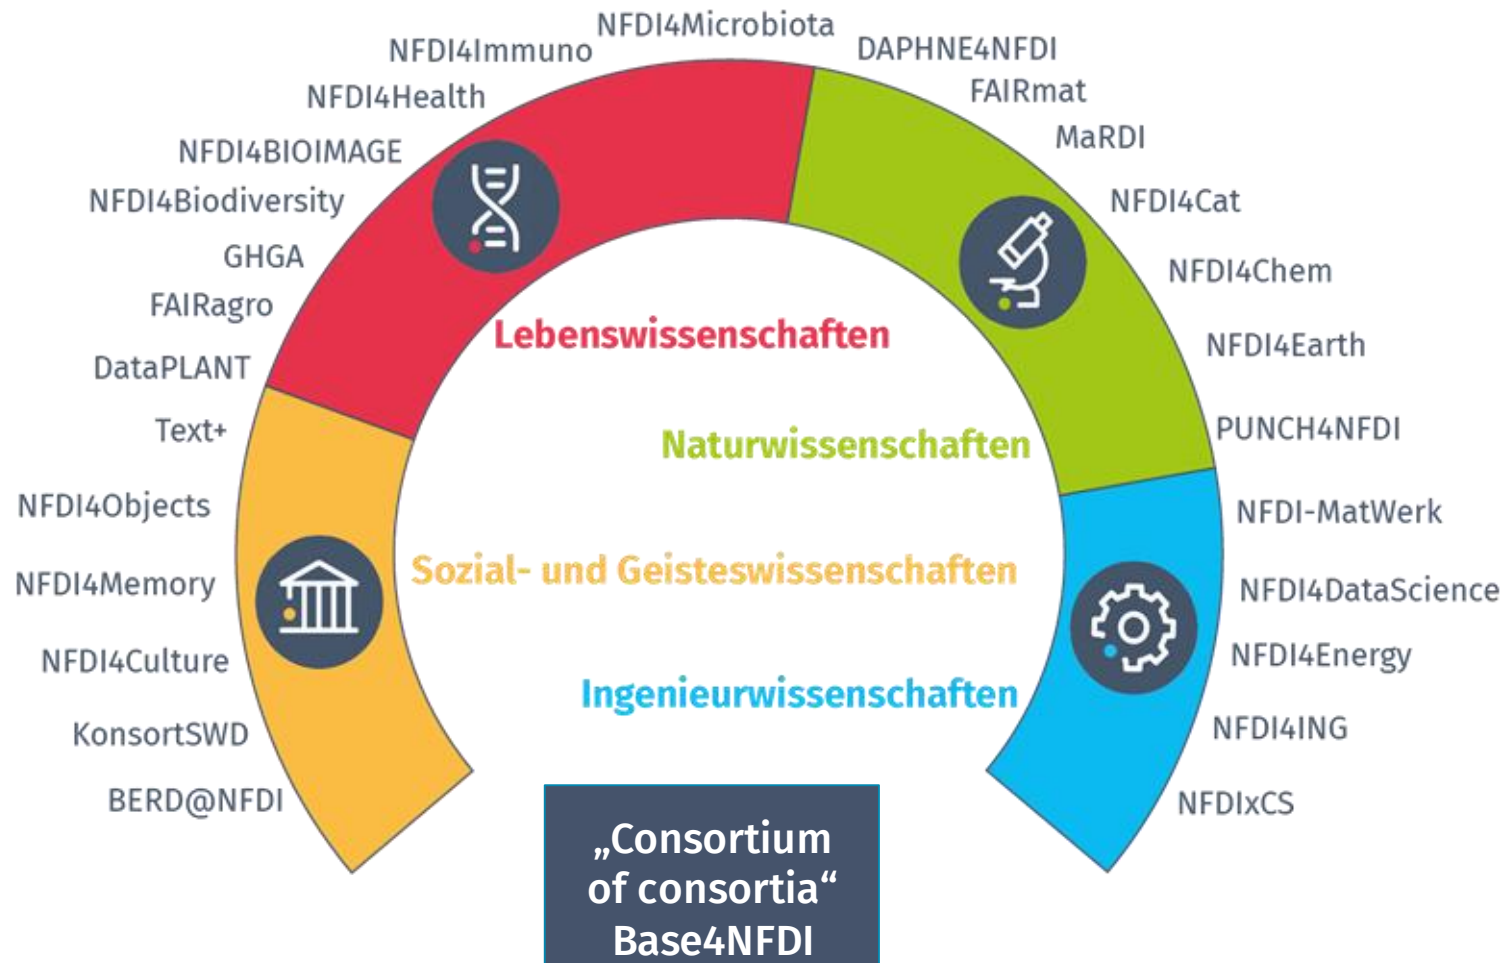 NFDI4Microbiota
NFDI4Immuno
DAPHNE4NFDI
NFDI4Health
FAIRmat
MaRDI
NFDI4BIOIMAGE
NFDI4Biodiversity
NFDI4Cat
GHGA
NFDI4Chem
FAIRagro
Lebenswissenschaften
NFDI4Earth
DataPLANT
Text+
Naturwissenschaften
PUNCH4NFDI
NFDI4Objects
NFDI-MatWerk
Sozial- und Geisteswissenschaften
NFDI4Memory
NFDI4DataScience
NFDI4Culture
NFDI4Energy
Ingenieurwissenschaften
KonsortSWD
NFDI4ING
BERD@NFDI
NFDIxCS
„Consortium
of consortia“
Base4NFDI